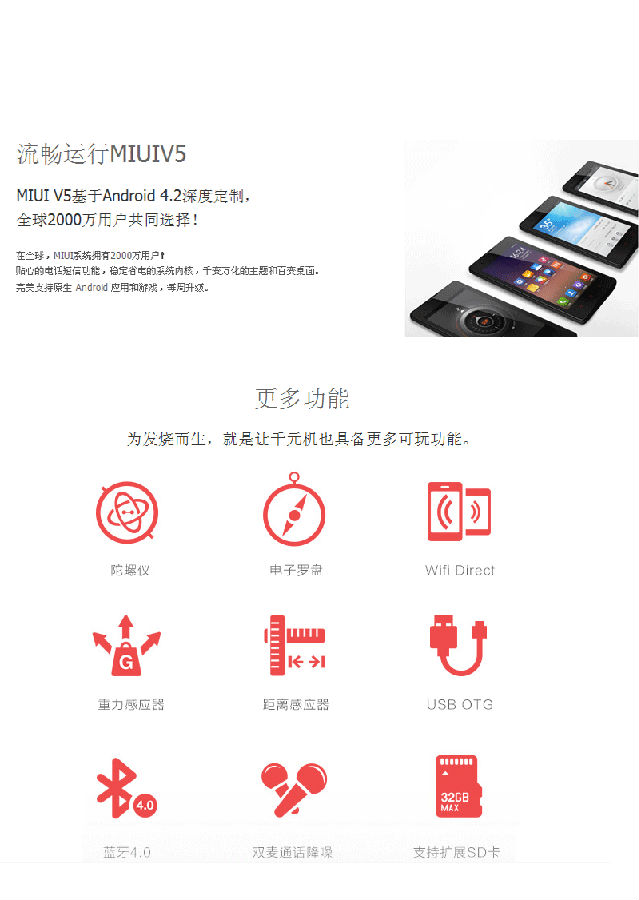 流畅运行MIUIV5
MIUI V5基于Android 4.2深度定制，
全球2000万用户共同选择！
在全球，MIUI系统拥有2000万用户！
贴心的电话短信功能，稳定省电的系统内核，千变万化的主题和百变桌面。
完美支持原生 Android 应用和游戏，每周升级。
更多功能
为发烧而生，就是让千元机也具备更多可玩功能。
陀螺仪
电子罗盘
Wifi Direct
G
重力感应器
距离感应器
USB OTG
4.0
32GB
MAX
蓝牙4.0
双麦通话降噪
支持扩展SD卡